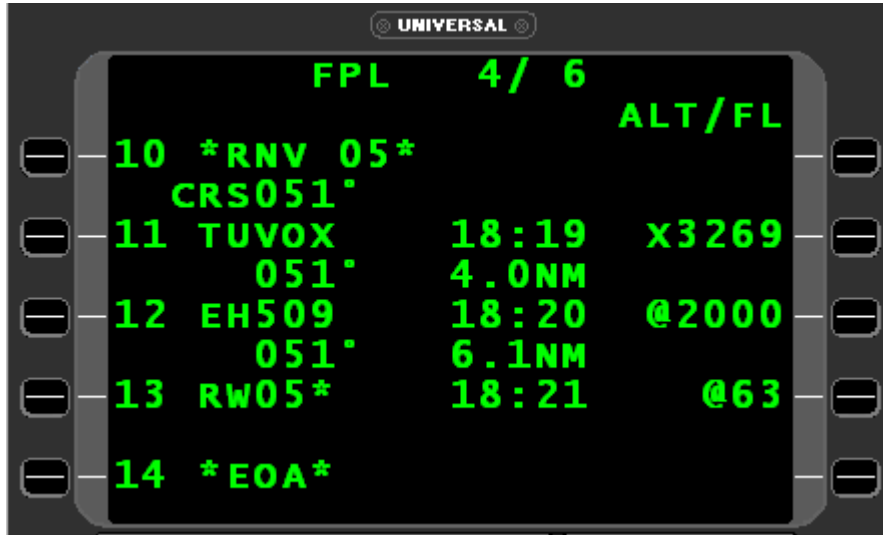 UNIVERSAL
FPL 4/ 6
ALT/FL
10 *RNV 05*
CRS051°
11 TUVOX 18:19 X3269
051° 4.0NM
12 EH509 18:20 @2000
051° 6.1NM
13 RW05* 18:21 @63
14 *EOA*